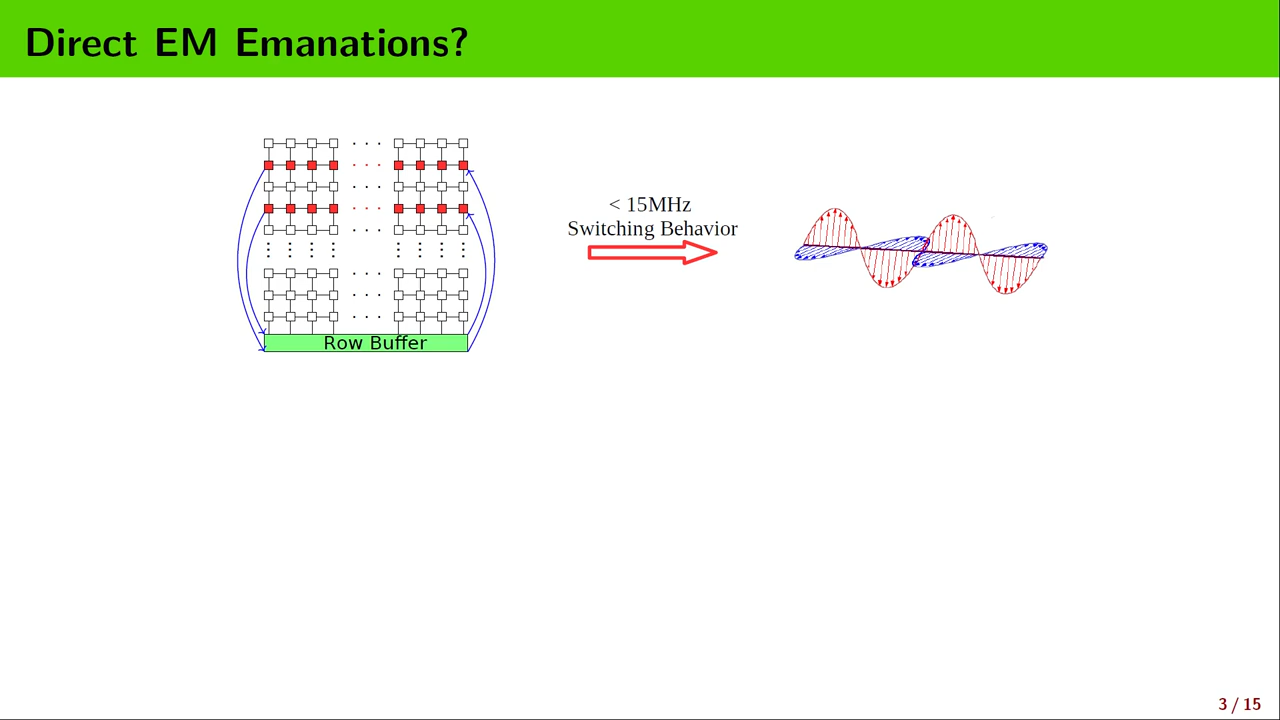 Direct EM Emanations?
< 15MHz
Switching Behavior
Row Buffer
3 / 15